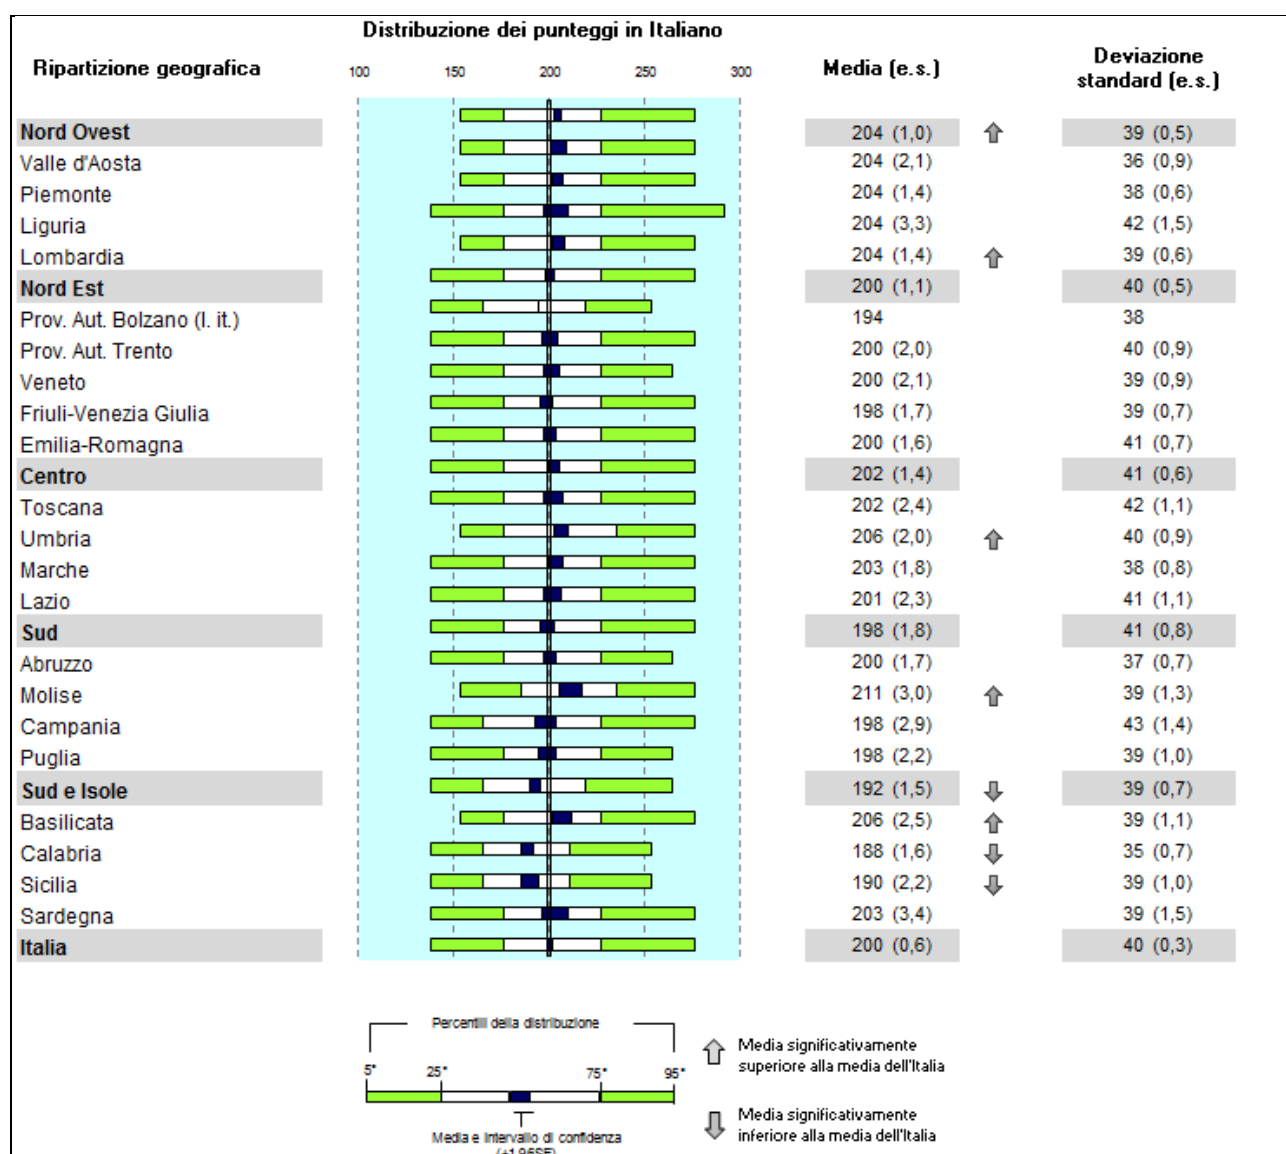 Distribuzione dei punteggi in Italiano
Ripartizione geografica 100 150 200 250 300 Media (e.s.) Deviazione standard (e.s.)
Nord Ovest 204 (1,0) 39 (0,5)
Valle d'Aosta 204 (2,1) 36 (0,9)
Piemonte 204 (1,4) 38 (0,6)
Liguria 204 (3,3) 42 (1,5)
Lombardia 204 (1,4) 39 (0,6)
Nord Est 200 (1,1) 40 (0,5)
Prov. Aut. Bolzano (l. it.) 194 38
Prov. Aut. Trento 200 (2,0) 40 (0,9)
Veneto 200 (2,1) 39 (0,9)
Friuli-Venezia Giulia 198 (1,7) 39 (0,7)
Emilia-Romagna 200 (1,6) 41 (0,7)
Centro 202 (1,4) 41 (0,6)
Toscana 202 (2,4) 42 (1,1)
Umbria 206 (2,0) 40 (0,9)
Marche 203 (1,8) 38 (0,8)
Lazio 201 (2,3) 41 (1,1)
Sud 198 (1,8) 41 (0,8)
Abruzzo 200 (1,7) 37 (0,7)
Molise 211 (3,0) 39 (1,3)
Campania 198 (2,9) 43 (1,4)
Puglia 198 (2,2) 39 (1,0)
Sud e Isole 192 (1,5) 39 (0,7)
Basilicata 206 (2,5) 39 (1,1)
Calabria 188 (1,6) 35 (0,7)
Sicilia 190 (2,2) 39 (1,0)
Sardegna 203 (3,4) 39 (1,5)
Italia 200 (0,6) 40 (0,3)
Percentili della distribuzione
5° 25° 75° 95°
Media e Intervallo di confidenza
(±1,96SE)
Media significativamente
superiore alla media dell'Italia
Media significativamente
inferiore alla media dell'Italia